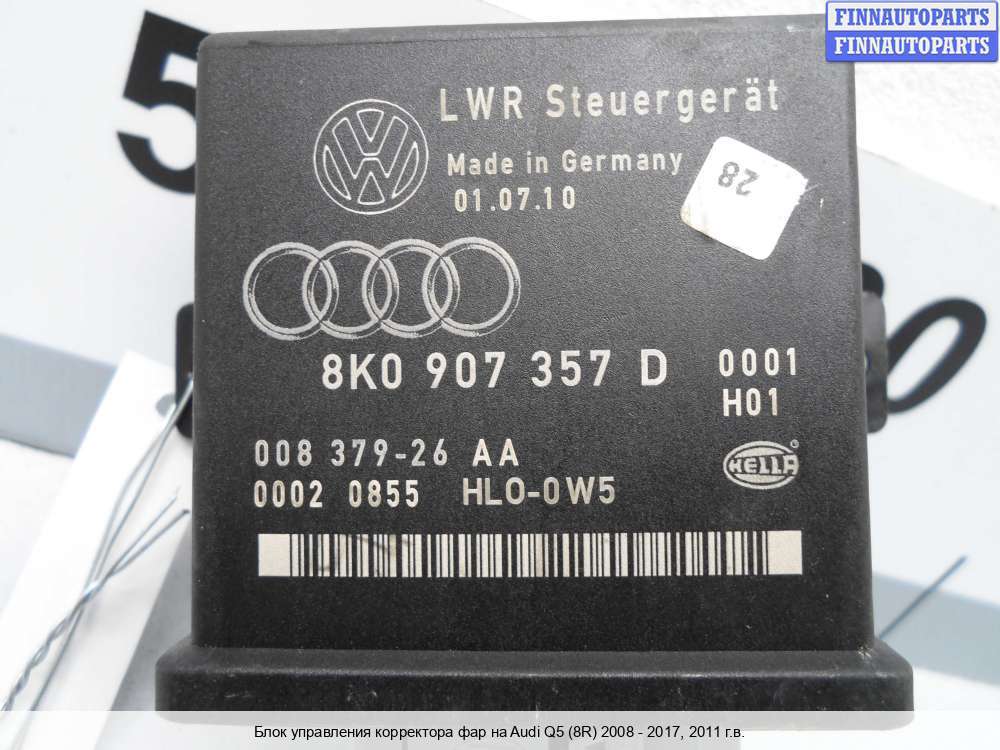 FINNAUTOPARTS
FINNAUTOPARTS
LWR Steuergerät
Made in Germany
01.07.10
28
8K0 907 357 D
0001
H01
008 379-26 AA
0002 0855 HLO-0W5
HELLA
Блок управления корректора фар на Audi Q5 (8R) 2008 - 2017, 2011 г.в.